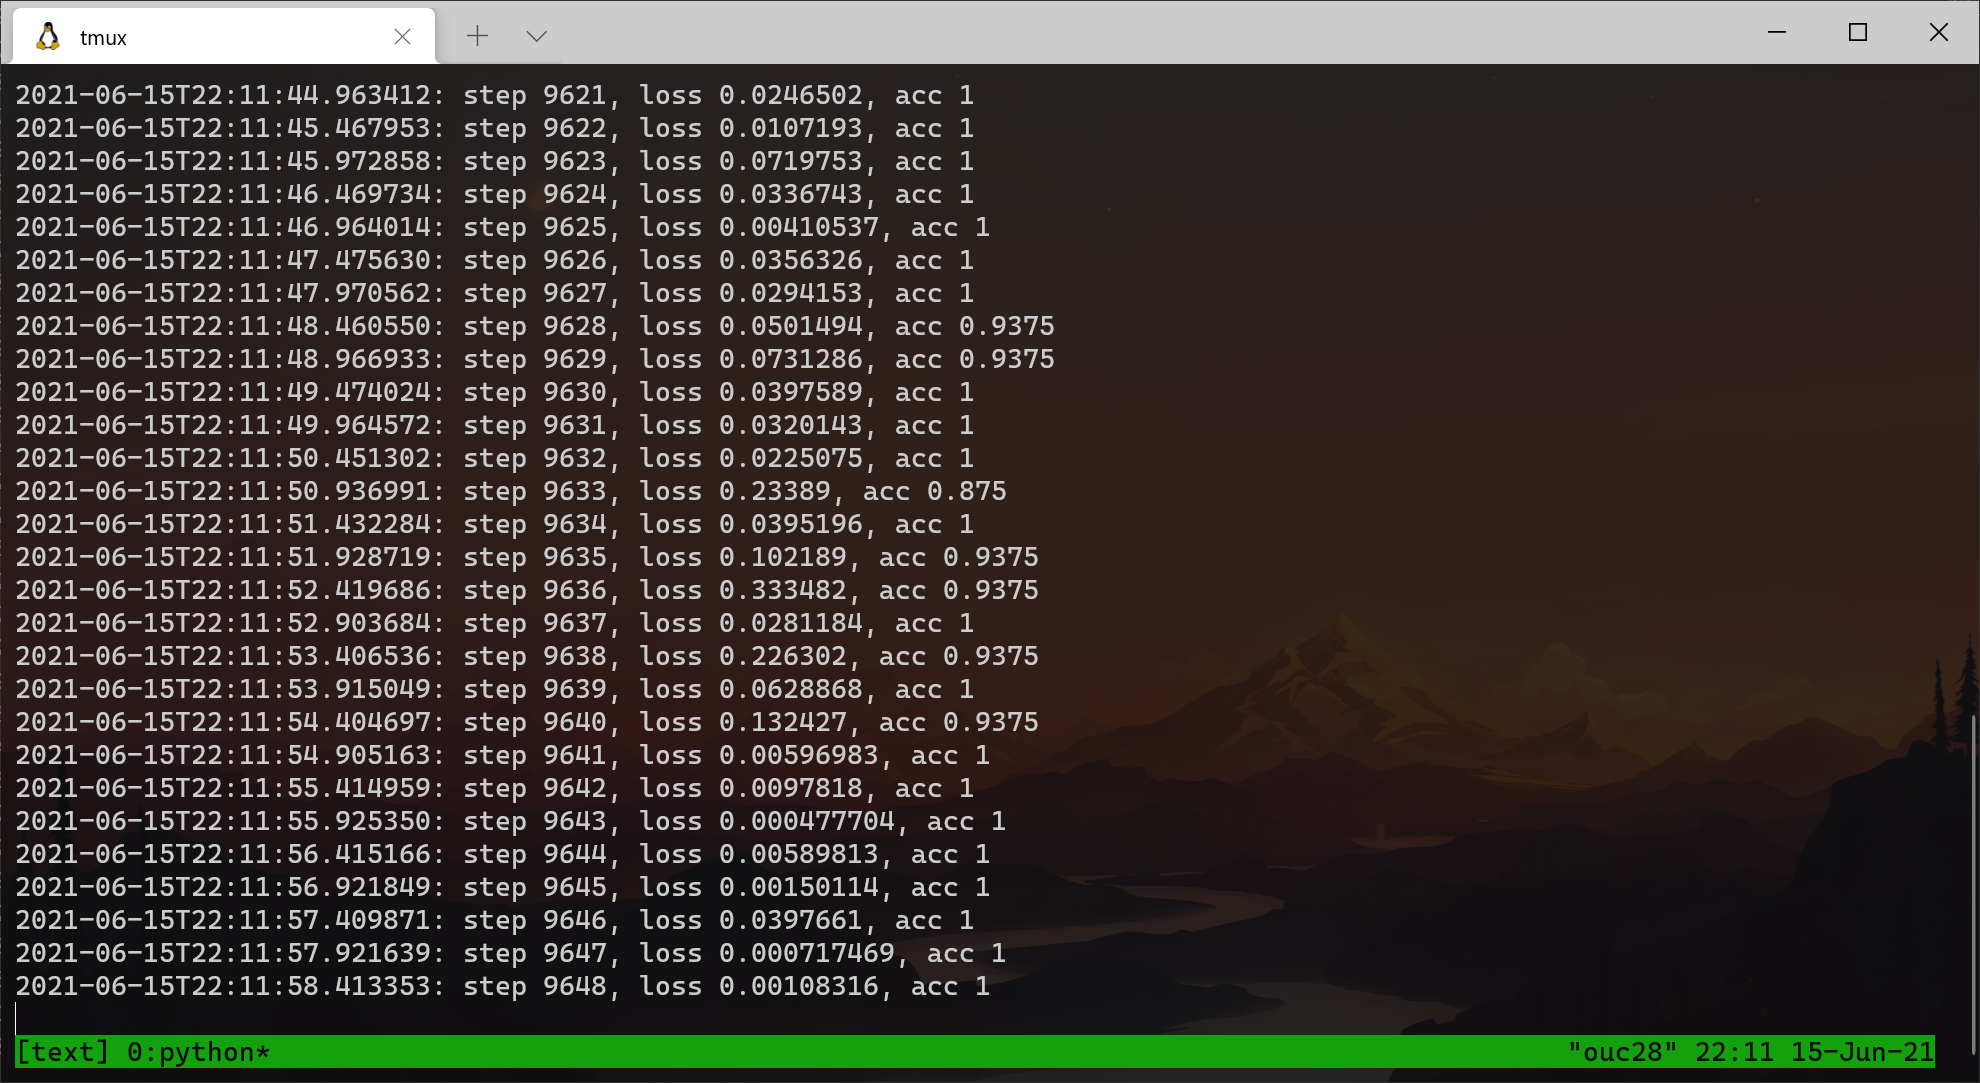 tmux
2021-06-15T22:11:44.963412: step 9621, loss 0.0246502, acc 1
2021-06-15T22:11:45.467953: step 9622, loss 0.0107193, acc 1
2021-06-15T22:11:45.972858: step 9623, loss 0.0719753, acc 1
2021-06-15T22:11:46.469734: step 9624, loss 0.0336743, acc 1
2021-06-15T22:11:46.964014: step 9625, loss 0.00410537, acc 1
2021-06-15T22:11:47.475630: step 9626, loss 0.0356326, acc 1
2021-06-15T22:11:47.970562: step 9627, loss 0.0294153, acc 1
2021-06-15T22:11:48.460550: step 9628, loss 0.0501494, acc 0.9375
2021-06-15T22:11:48.966933: step 9629, loss 0.0731286, acc 0.9375
2021-06-15T22:11:49.474024: step 9630, loss 0.0397589, acc 1
2021-06-15T22:11:49.964572: step 9631, loss 0.0320143, acc 1
2021-06-15T22:11:50.451302: step 9632, loss 0.0225075, acc 1
2021-06-15T22:11:50.936991: step 9633, loss 0.23389, acc 0.875
2021-06-15T22:11:51.432284: step 9634, loss 0.0395196, acc 1
2021-06-15T22:11:51.928719: step 9635, loss 0.102189, acc 0.9375
2021-06-15T22:11:52.419686: step 9636, loss 0.333482, acc 0.9375
2021-06-15T22:11:52.903684: step 9637, loss 0.0281184, acc 1
2021-06-15T22:11:53.406536: step 9638, loss 0.226302, acc 0.9375
2021-06-15T22:11:53.915049: step 9639, loss 0.0628868, acc 1
2021-06-15T22:11:54.404697: step 9640, loss 0.132427, acc 0.9375
2021-06-15T22:11:54.905163: step 9641, loss 0.00596983, acc 1
2021-06-15T22:11:55.414959: step 9642, loss 0.0097818, acc 1
2021-06-15T22:11:55.925350: step 9643, loss 0.000477704, acc 1
2021-06-15T22:11:56.415166: step 9644, loss 0.00589813, acc 1
2021-06-15T22:11:56.921849: step 9645, loss 0.00150114, acc 1
2021-06-15T22:11:57.409871: step 9646, loss 0.0397661, acc 1
2021-06-15T22:11:57.921639: step 9647, loss 0.000717469, acc 1
2021-06-15T22:11:58.413353: step 9648, loss 0.00108316, acc 1
[text] 0:python* "ouc28" 22:11 15-Jun-21